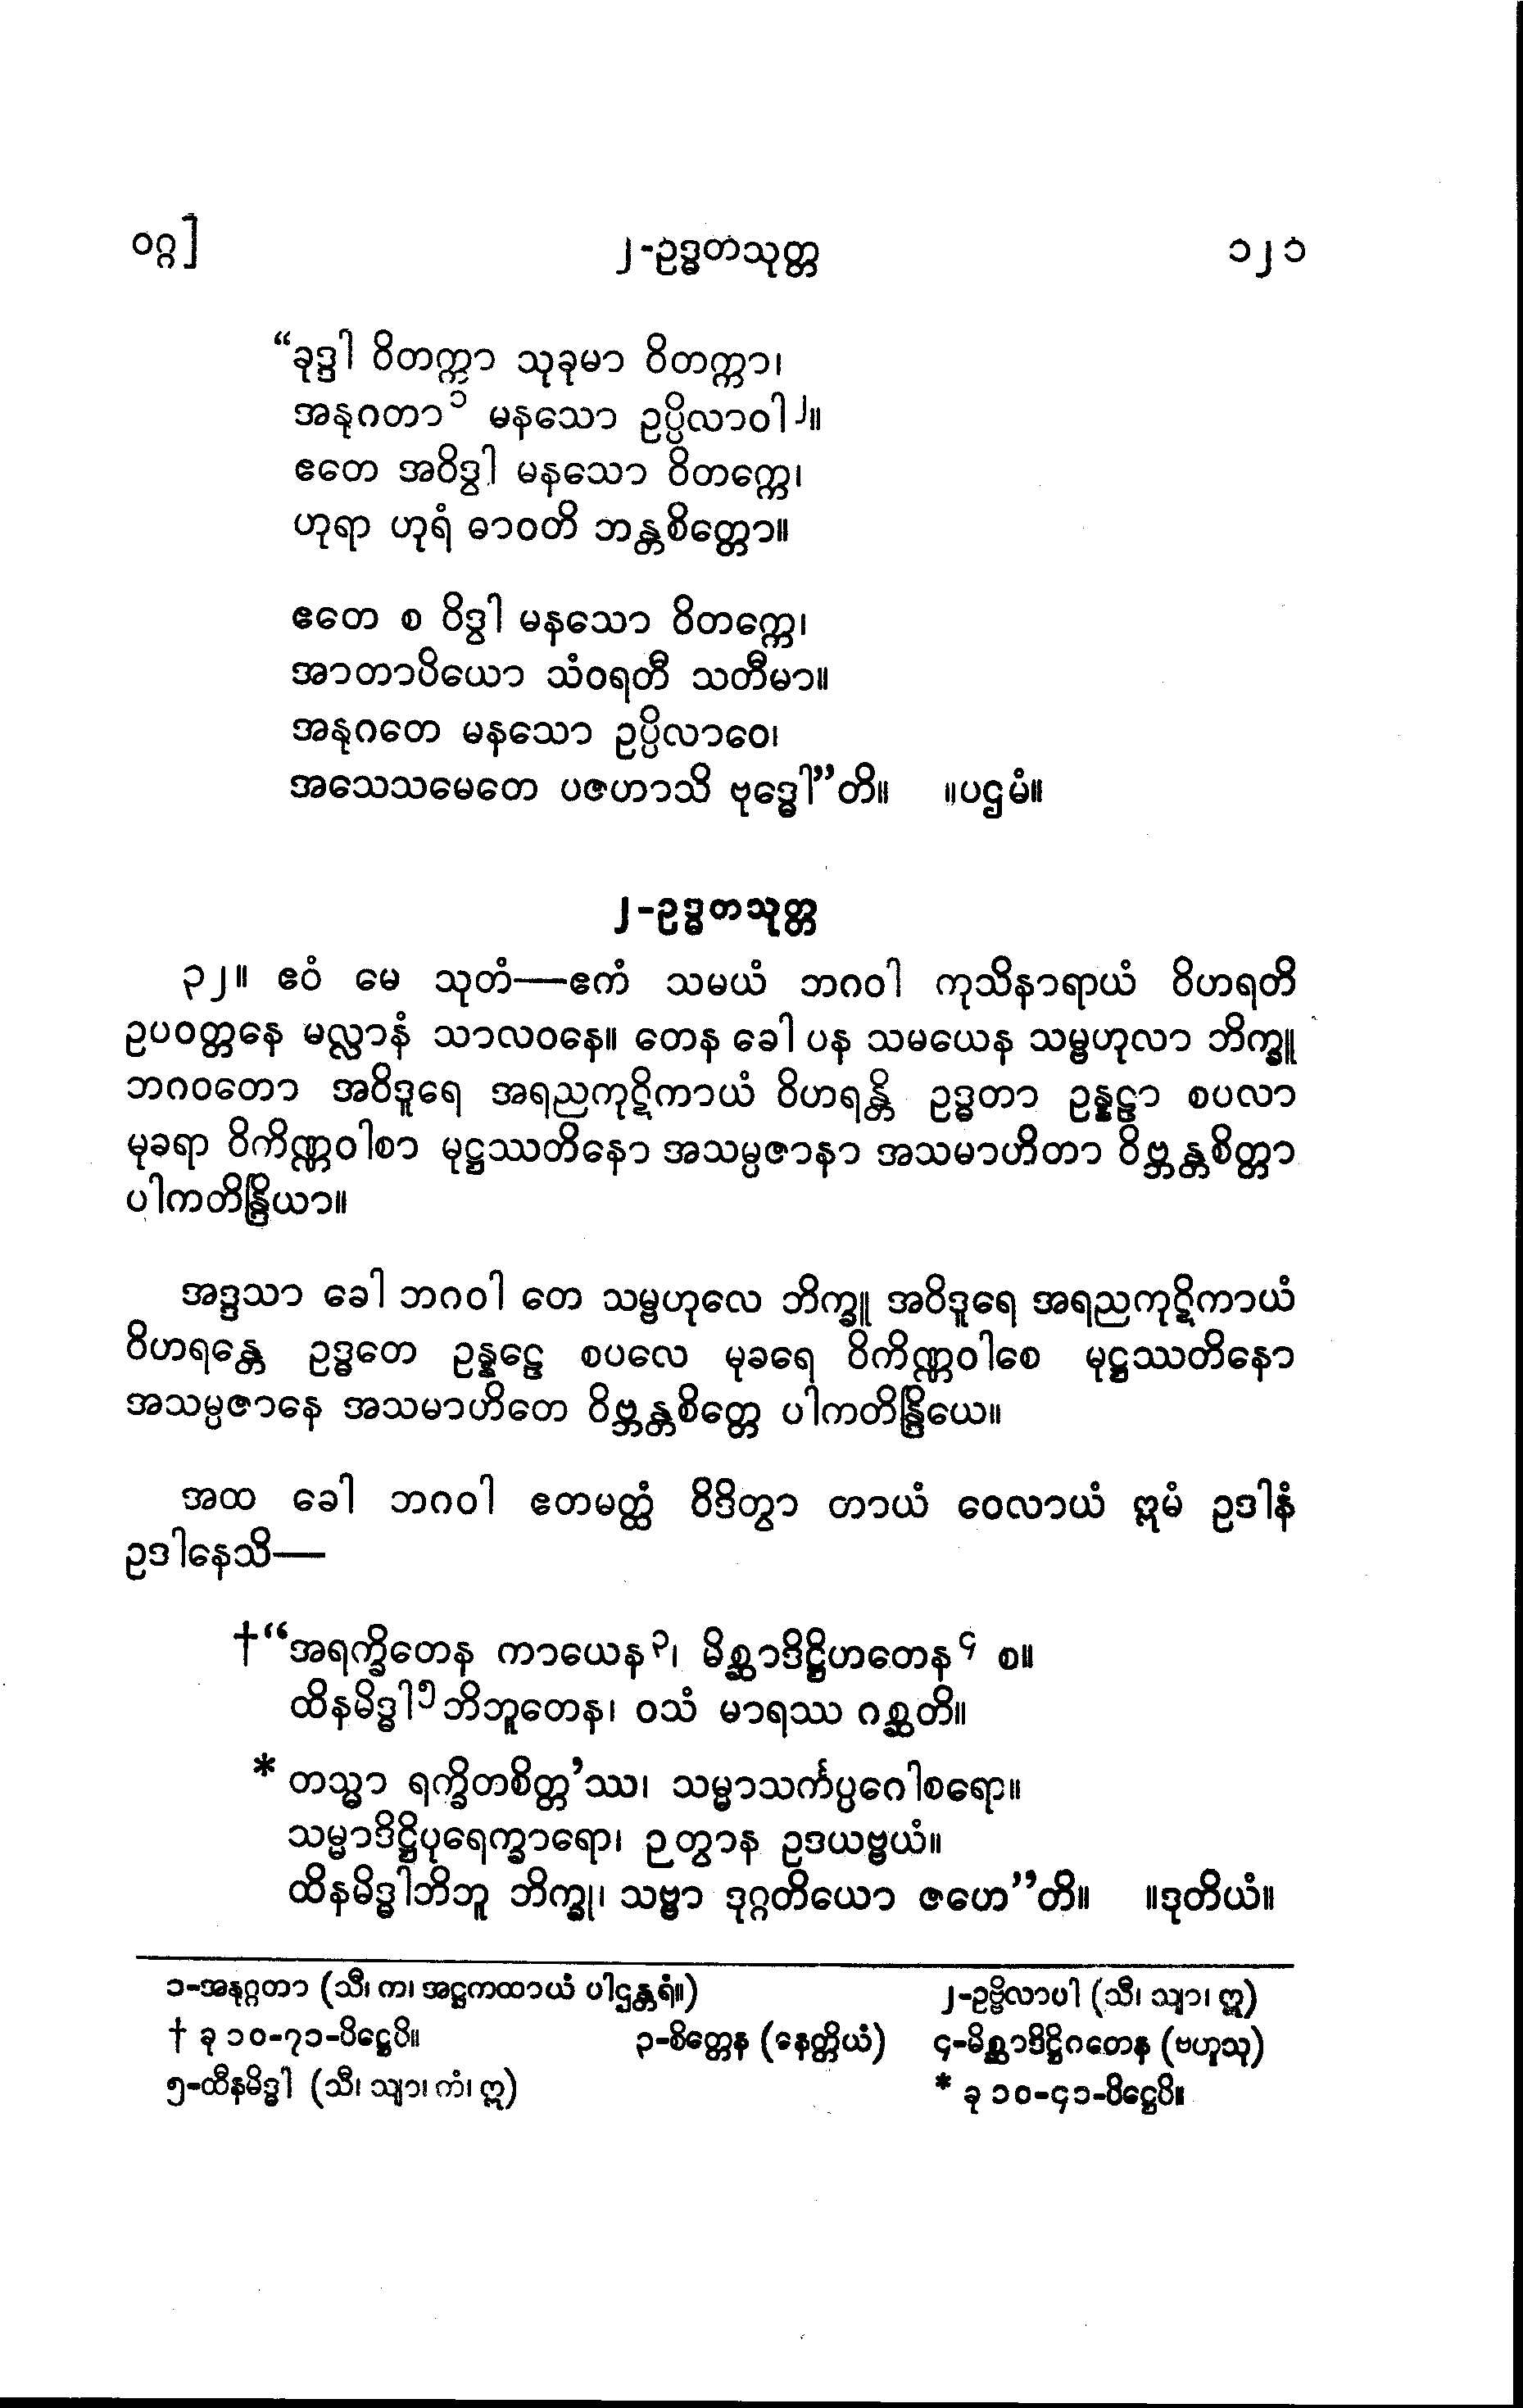 ဝဂ္ဂ]
၂-ဥဒ္ဓတသုတ္တ
၁၂၁
“ခုဒ္ဒါ ဝိတက္ကာ သုခုမာ ဝိတက္ကာ၊
အနုဂတာ၁ မနသော ဥပ္ပိလာဝါ၂။
ဧတေ အဝိဒွါ မနသော ဝိတက္ကေ၊
ဟုရာ ဟုရံ ဓာဝတိ ဘန္တစိတ္တော။
ဧတေ စ ဝိဒွါ မနသော ဝိတက္ကေ၊
အာတာပိယော သံဝရတီ သတီမာ။
အနုဂတေ မနသော ဥပ္ပိလာဝေ၊
အသေသမေတေ ပဇဟာသိ ဗုဒ္ဓေါ”တိ။ ။ပဌမံ။
၂-ဥဒ္ဓတသုတ္တ
၃၂။ ဧဝံ မေ သုတံ—ဧကံ သမယံ ဘဂဝါ ကုသိနာရာယံ ဝိဟရတိ
ဥပဝတ္တနေ မလ္လာနံ သာလဝနေ။ တေန ခေါ ပန သမယေန သမ္ဗဟုလာ ဘိက္ခူ
ဘဂဝတော အဝိဒူရေ အရညကုဋိကာယံ ဝိဟရန္တိ ဥဒ္ဓတာ ဥန္နဠာ စပလာ
မုခရာ ဝိကိဏ္ဏဝါစာ မုဋ္ဌဿတိနော အသမ္ပဇာနာ အသမာဟိတာ ဝိဗ္ဘန္တစိတ္တာ
ပါကတိန္ဒြိယာ။
အဒ္ဒသာ ခေါ ဘဂဝါ တေ သမ္ဗဟုလေ ဘိက္ခူ အဝိဒူရေ အရညကုဋိကာယံ
ဝိဟရန္တေ ဥဒ္ဓတေ ဥန္နဠေ စပလေ မုခရေ ဝိကိဏ္ဏဝါစေ မုဋ္ဌဿတိနော
အသမ္ပဇာနေ အသမာဟိတေ ဝိဗ္ဘန္တစိတ္တေ ပါကတိန္ဒြိယေ။
အထ ခေါ ဘဂဝါ ဧတမတ္ထံ ဝိဒိတွာ တာယံ ဝေလာယံ ဣမံ ဥဒါနံ
ဥဒါနေသိ—
†“အရက္ခိတေန ကာယေန၃၊ မိစ္ဆာဒိဋ္ဌိဟတေန၄ စ။
ထိနမိဒ္ဓါ၅ဘိဘူတေန၊ ဝသံ မာရဿ ဂစ္ဆတိ။
* တသ္မာ ရက္ခိတစိတ္တ’ဿ၊ သမ္မာသင်္ကပ္ပဂေါစရော။
သမ္မာဒိဋ္ဌိပုရေက္ခာရော၊ ဉတွာန ဥဒယဗ္ဗယံ။
ထိနမိဒ္ဓါဘိဘူ ဘိက္ခု၊ သဗ္ဗာ ဒုဂ္ဂတိယော ဇဟေ”တိ။ ။ဒုတိယံ။
၁-အနုဂ္ဂတာ (သီ၊ က၊ အဋ္ဌကထာယံ ပါဌန္တရံ။) ၂-ဥဗ္ဗိလာပါ (သီ၊ သျာ၊ ဣ)
† ခု ၁၀-၇၁-ပိဋ္ဌေပိ။ ၃-စိတ္တေန (နေတ္တိယံ) ၄-မိစ္ဆာဒိဋ္ဌိဂတေန (ဗဟူသု)
၅-ထီနမိဒ္ဓါ (သီ၊ သျာ၊ ကံ၊ ဣ) * ခု ၁၀-၄၁-ပိဋ္ဌေပိ။